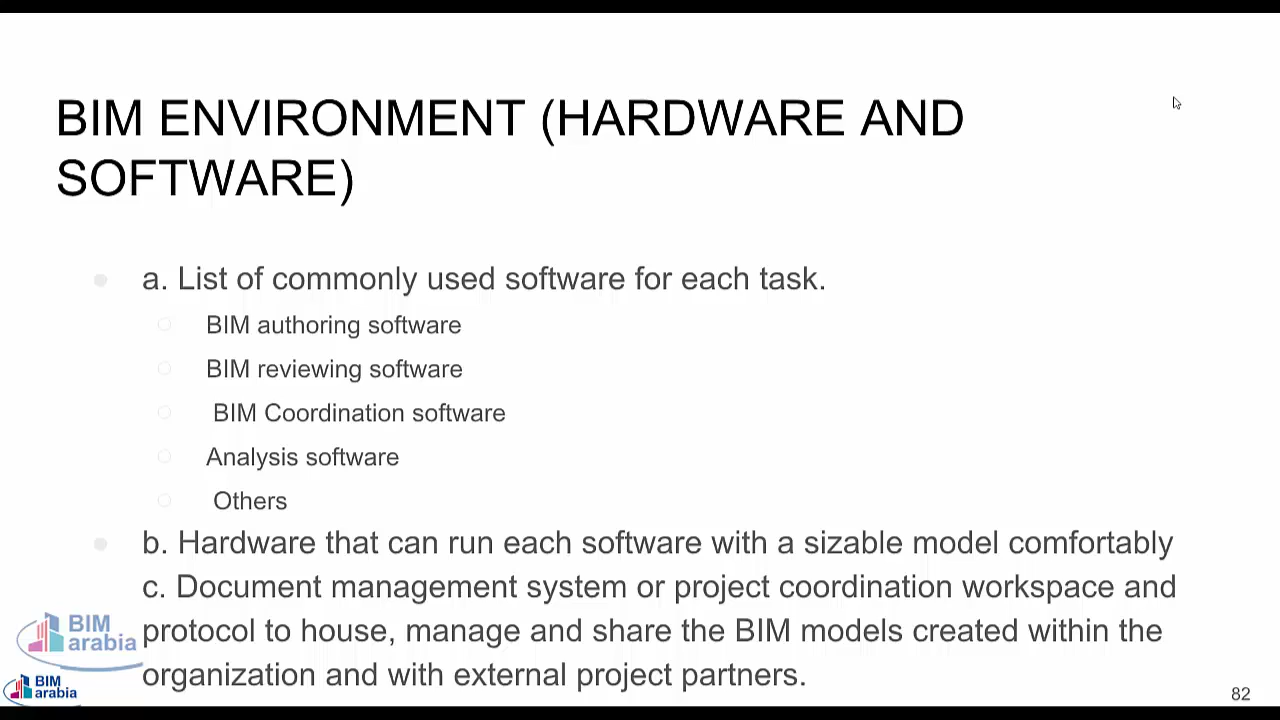 BIM ENVIRONMENT (HARDWARE AND
SOFTWARE)
a. List of commonly used software for each task.
BIM authoring software
BIM reviewing software
BIM Coordination software
Analysis software
Others
b. Hardware that can run each software with a sizable model comfortably
c. Document management system or project coordination workspace and
protocol to house, manage and share the BIM models created within the
organization and with external project partners.
BIM
arabia
BIM
arabia
82